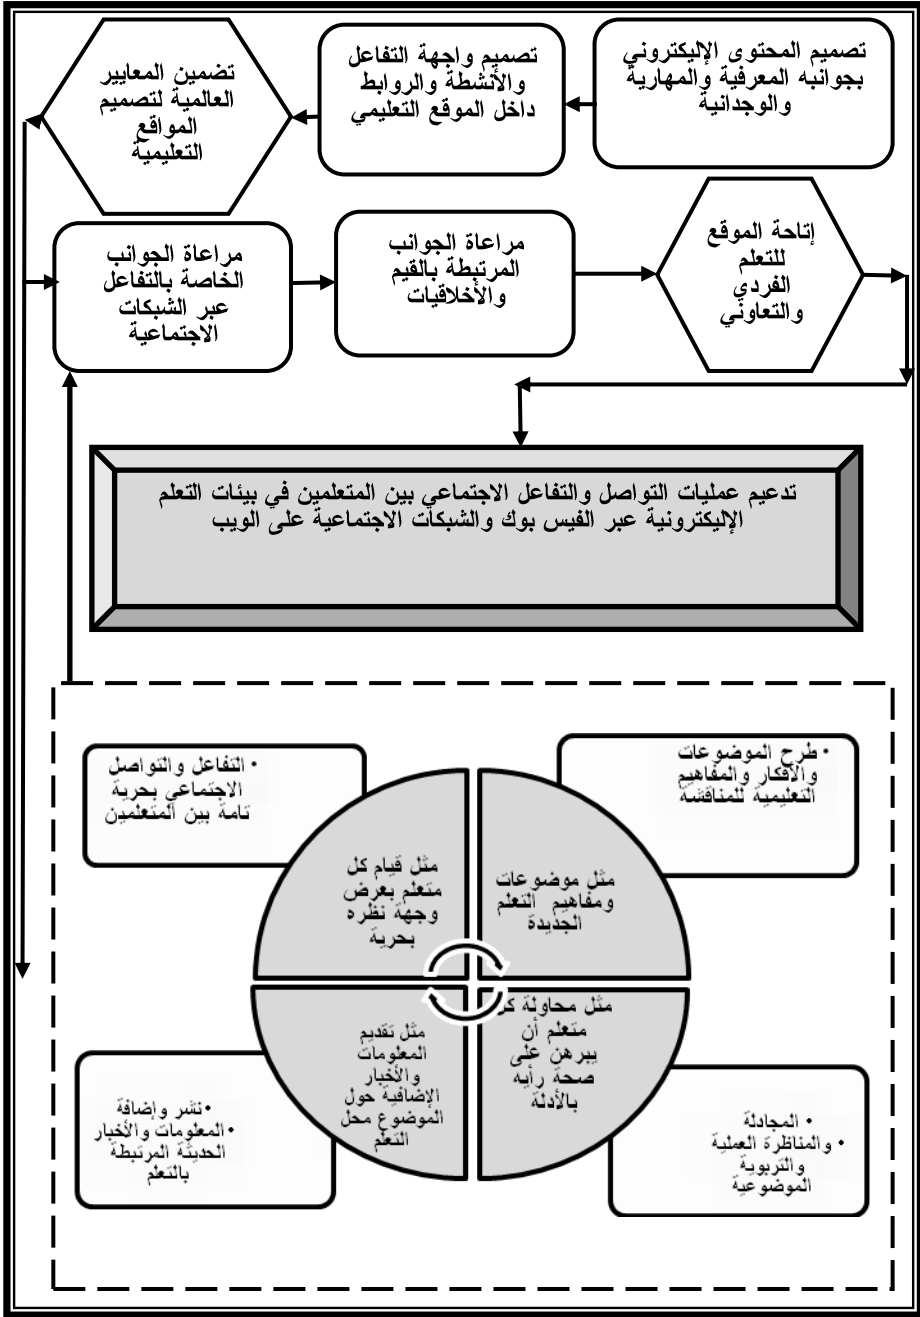 تصميم المحتوى الإليكتروني
بجوانبه المعرفية والمهارية
والوجدانية
تصميم واجهة التفاعل
والأنشطة والروابط
داخل الموقع التعليمي
تضمين المعايير
العالمية لتصميم
المواقع
التعليمية
مراعاة الجوانب
الخاصة بالتفاعل
عبر الشبكات
الاجتماعية
مراعاة الجوانب
المرتبطة بالقيم
والأخلاقيات
إتاحة الموقع
للتعلم
الفردي
والتعاوني
تدعيم عمليات التواصل والتفاعل الاجتماعي بين المتعلمين في بيئات التعلم
الإليكترونية عبر الفيس بوك والشبكات الاجتماعية على الويب
• طرح الموضوعات
والأفكار والمفاهيم
التعليمية للمناقشة
مثل موضوعات
ومفاهيم التعلم
الجديدة
• التفاعل والتواصل
الاجتماعي بحرية
تامة بين المتعلمين
مثل قيام كل
متعلم بعرض
وجهة نظره
بحرية
مثل محاولة كل
متعلم أن
يبرهن على
صحة رأيه
بالأدلة
• المجادلة
• والمناظرة العملية
والتربوية
الموضوعية
مثل تقديم
المعلومات
والأخبار
الإضافية حول
الموضوع محل
التعلم
• نشر وإضافة
• المعلومات والأخبار
الحديثة المرتبطة
بالتعلم